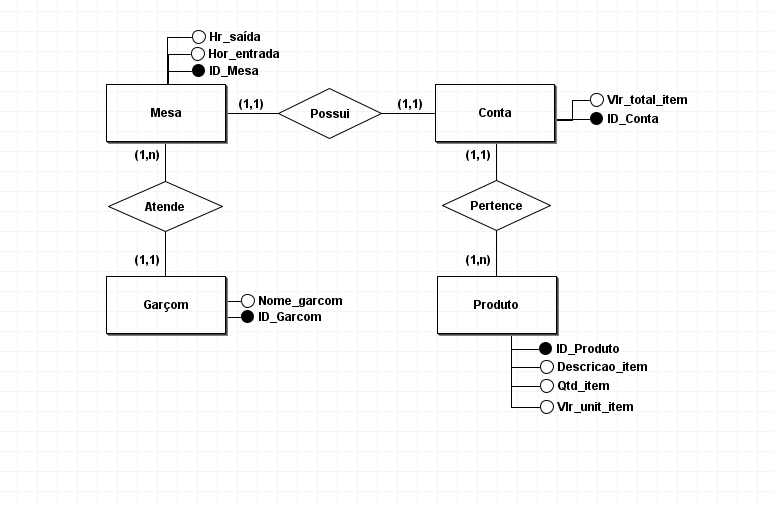 Hr_saída
Hor_entrada
ID_Mesa
Mesa
(1,1)
Possui
(1,1)
Conta
Vlr_total_item
ID_Conta
(1,n)
(1,1)
Atende
Pertence
(1,1)
(1,n)
Garçom
Nome_garcom
ID_Garcom
Produto
ID_Produto
Descricao_item
Qtd_item
Vlr_unit_item